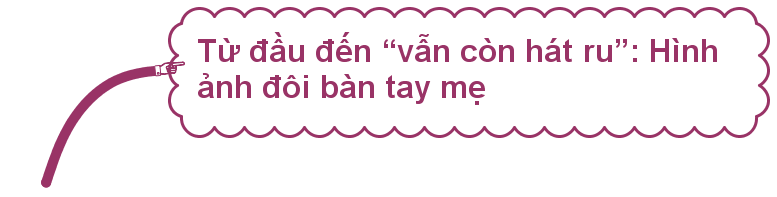 Từ đầu đến “vẫn còn hát ru”: Hình
ảnh đôi bàn tay mẹ